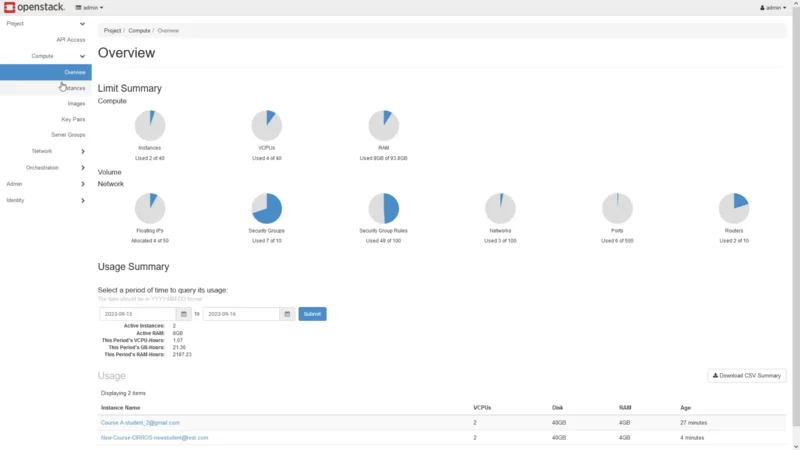 openstack.
admin
admin
Project
API Access
Compute
Overview
Instances
Images
Key Pairs
Server Groups
Network
Orchestration
Admin
Identity
Project / Compute / Overview
Overview
Limit Summary
Compute
Instances
Used 2 of 40
VCPUs
Used 4 of 40
RAM
Used 8GB of 93.8GB
Volume
Network
Floating IPs
Allocated 4 of 50
Security Groups
Used 7 of 10
Security Group Rules
Used 49 of 100
Networks
Used 3 of 100
Ports
Used 6 of 500
Routers
Used 2 of 10
Usage Summary
Select a period of time to query its usage:
The date should be in YYYY-MM-DD format.
2023-09-15 to 2023-09-16 Submit
Active Instances: 2
Active RAM: 8GB
This Period's VCPU-Hours: 1.07
This Period's GB-Hours: 21.36
This Period's RAM-Hours: 2187.23
Usage
Download CSV Summary
Displaying 2 items
Instance Name VCPUs Disk RAM Age
Course A-student_2@gmail.com 2 40GB 4GB 27 minutes
New-Course-CIRROS-newstudent@test.com 2 40GB 4GB 4 minutes